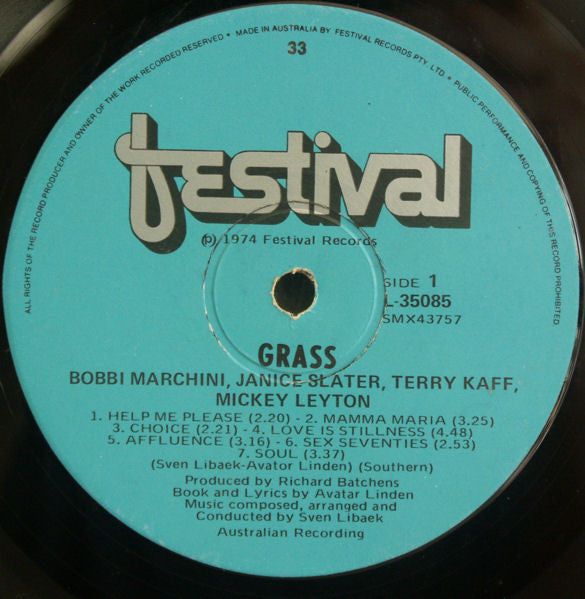 ALL RIGHTS OF THE RECORD PRODUCER AND OWNER OF THE WORK RECORDED RESERVED • MADE IN AUSTRALIA BY FESTIVAL RECORDS PTY. LTD. • PUBLIC PERFORMANCE AND COPYING OF THIS RECORD PROHIBITED
33
festival
℗ 1974 Festival Records
SIDE 1
L-35085
SMX43757
GRASS
BOBBI MARCHINI, JANICE SLATER, TERRY KAFF,
MICKEY LEYTON
1. HELP ME PLEASE (2.20) - 2. MAMMA MARIA (3.25)
3. CHOICE (2.21) - 4. LOVE IS STILLNESS (4.48)
5. AFFLUENCE (3.16) - 6. SEX SEVENTIES (2.53)
7. SOUL (3.37)
(Sven Libaek-Avator Linden) (Southern)
Produced by Richard Batchens
Book and Lyrics by Avatar Linden
Music composed, arranged and
Conducted by Sven Libaek
Australian Recording